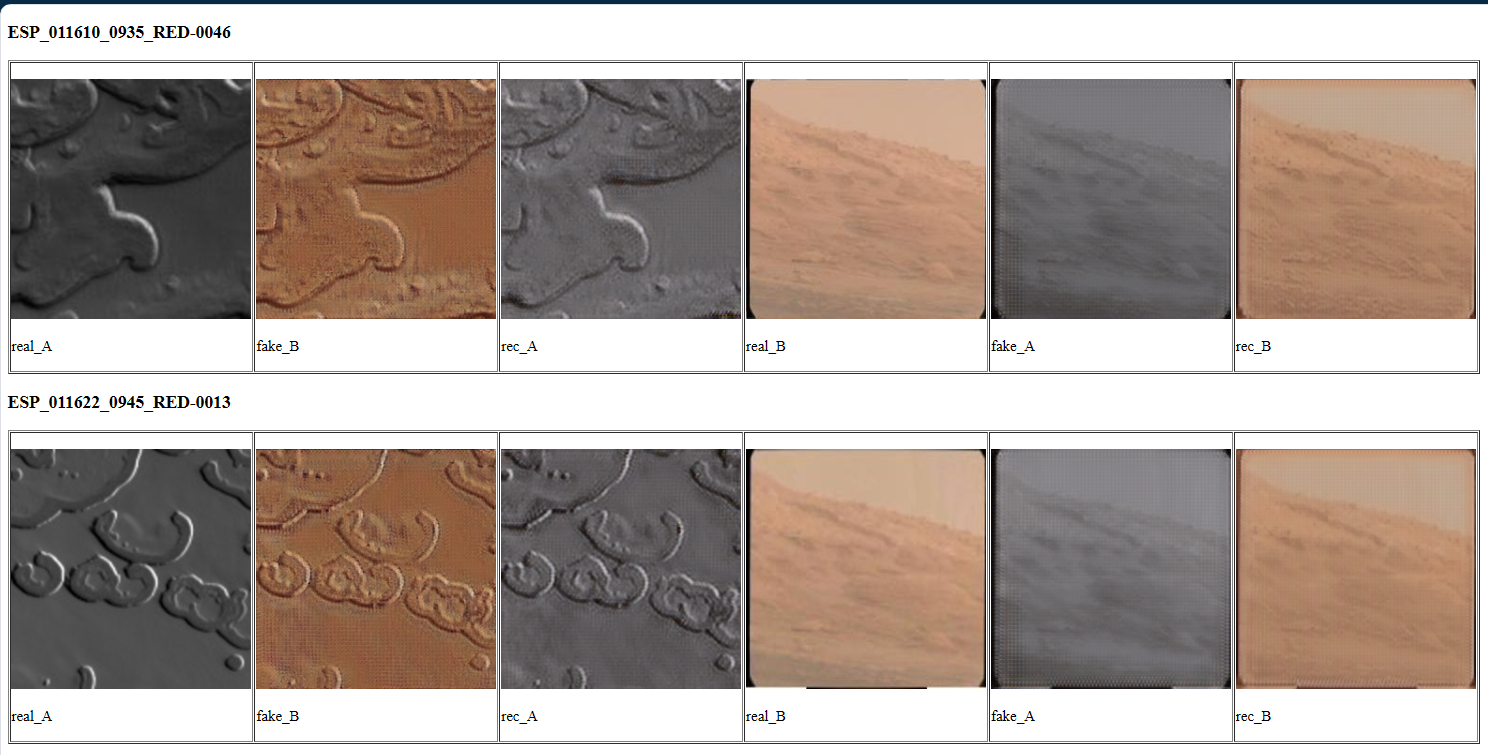 ESP_011610_0935_RED-0046
real_A fake_B rec_A real_B fake_A rec_B
ESP_011622_0945_RED-0013
real_A fake_B rec_A real_B fake_A rec_B